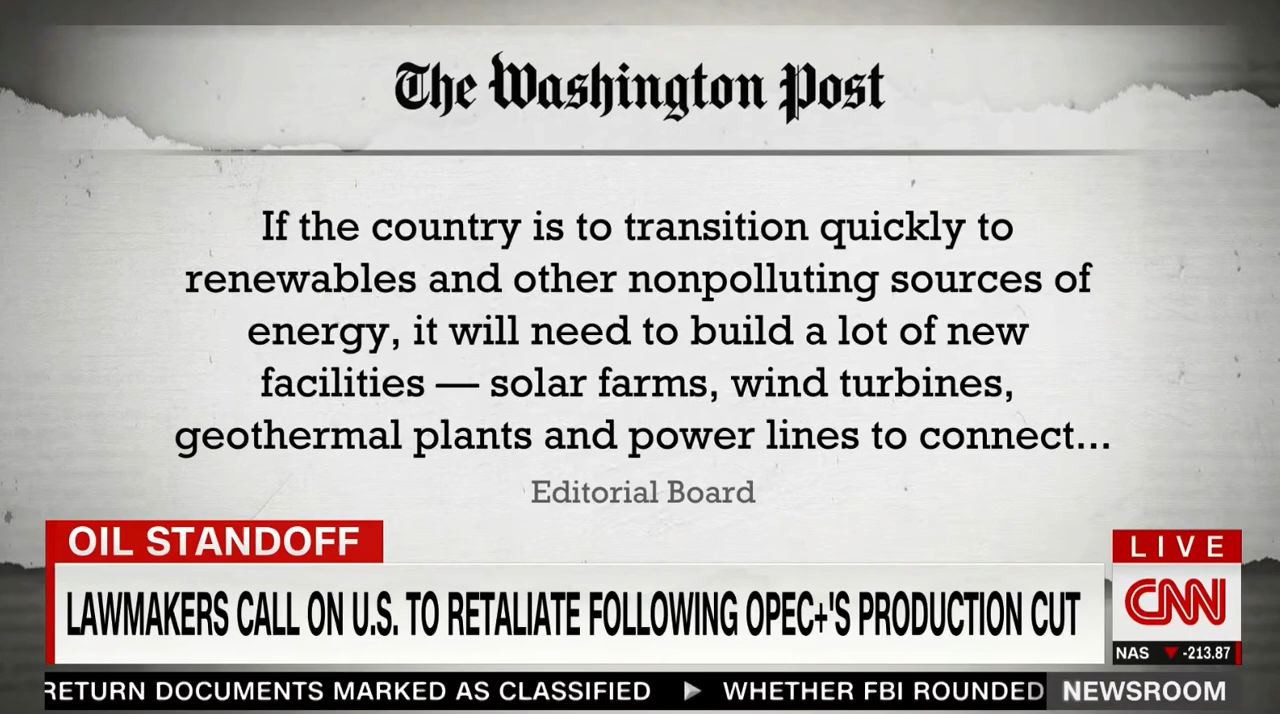 The Washington Post
If the country is to transition quickly to
renewables and other nonpolluting sources of
energy, it will need to build a lot of new
facilities — solar farms, wind turbines,
geothermal plants and power lines to connect...
Editorial Board
OIL STANDOFF
LAWMAKERS CALL ON U.S. TO RETALIATE FOLLOWING OPEC+'S PRODUCTION CUT
LIVE
CNN
NAS ▼ -213.87
RETURN DOCUMENTS MARKED AS CLASSIFIED ▶ WHETHER FBI ROUNDED
NEWSROOM